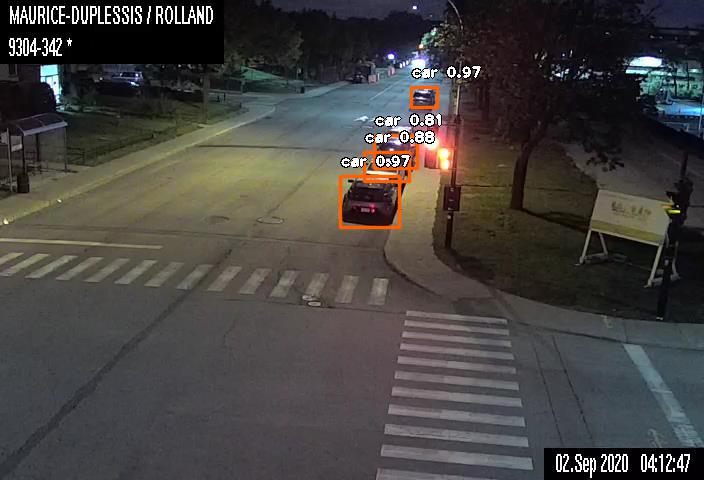 MAURICE-DUPLESSIS / ROLLAND
9304-342 *
car 0.97
car 0.81
car 0.88
car 0.97
02.Sep 2020 04:12:47